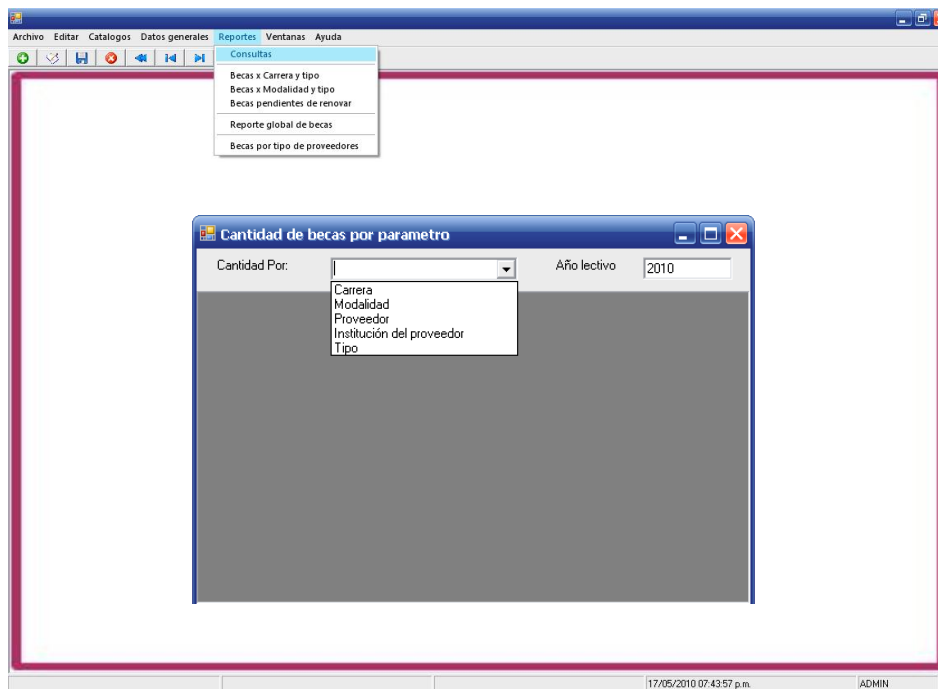 Archivo Editar Catalogos Datos generales Reportes Ventanas Ayuda
Consultas
Becas x Carrera y tipo
Becas x Modalidad y tipo
Becas pendientes de renovar
Reporte global de becas
Becas por tipo de proveedores
Cantidad de becas por parametro
Cantidad Por: Año lectivo 2010
Carrera
Modalidad
Proveedor
Institución del proveedor
Tipo
17/05/2010 07:43:57 p.m. ADMIN